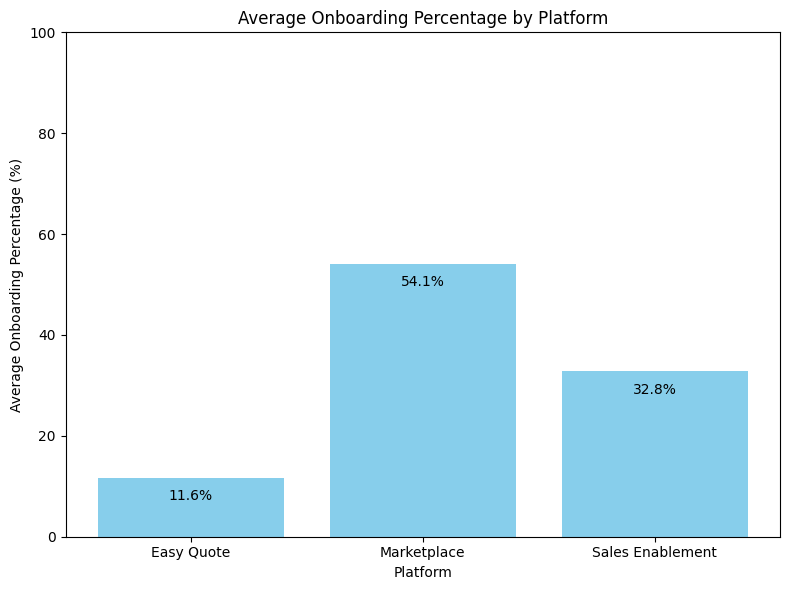 Average Onboarding Percentage by Platform
Average Onboarding Percentage (%)
100
80
60
40
20
0
11.6%
54.1%
32.8%
Easy Quote
Marketplace
Sales Enablement
Platform